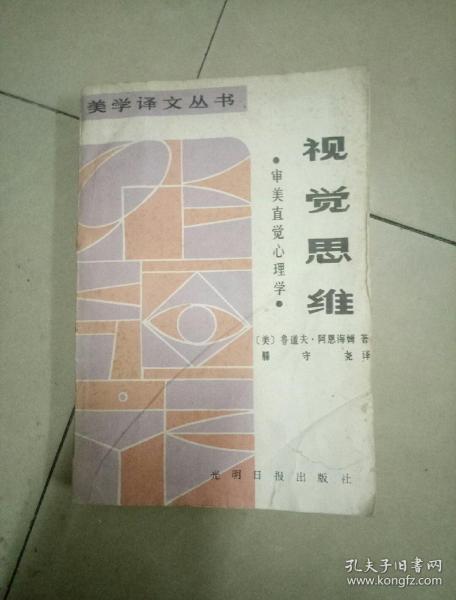 美学译文丛书
视觉思维
●审美直觉心理学●
〔美〕鲁道夫·阿恩海姆 著
滕守尧 译
光明日报出版社
孔夫子旧书网
www.kongfz.com